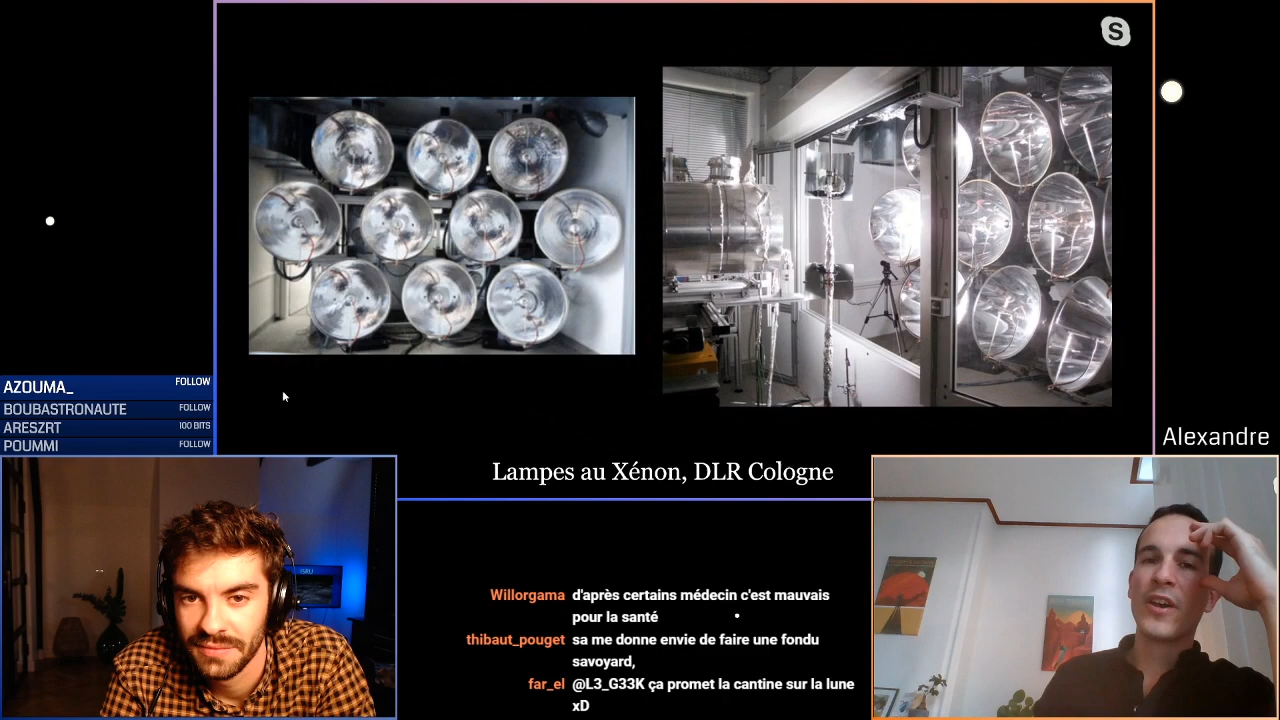 S
AZOUMA_ FOLLOW
BOUBASTRONAUTE FOLLOW
ARESZRT 100 BITS
POUMMI FOLLOW
Alexandre
Lampes au Xénon, DLR Cologne
ISRU
Willorgama d'après certains médecin c'est mauvais
pour la santé
thibaut_pouget sa me donne envie de faire une fondu
savoyard,
far_el @L3_G33K ça promet la cantine sur la lune
xD